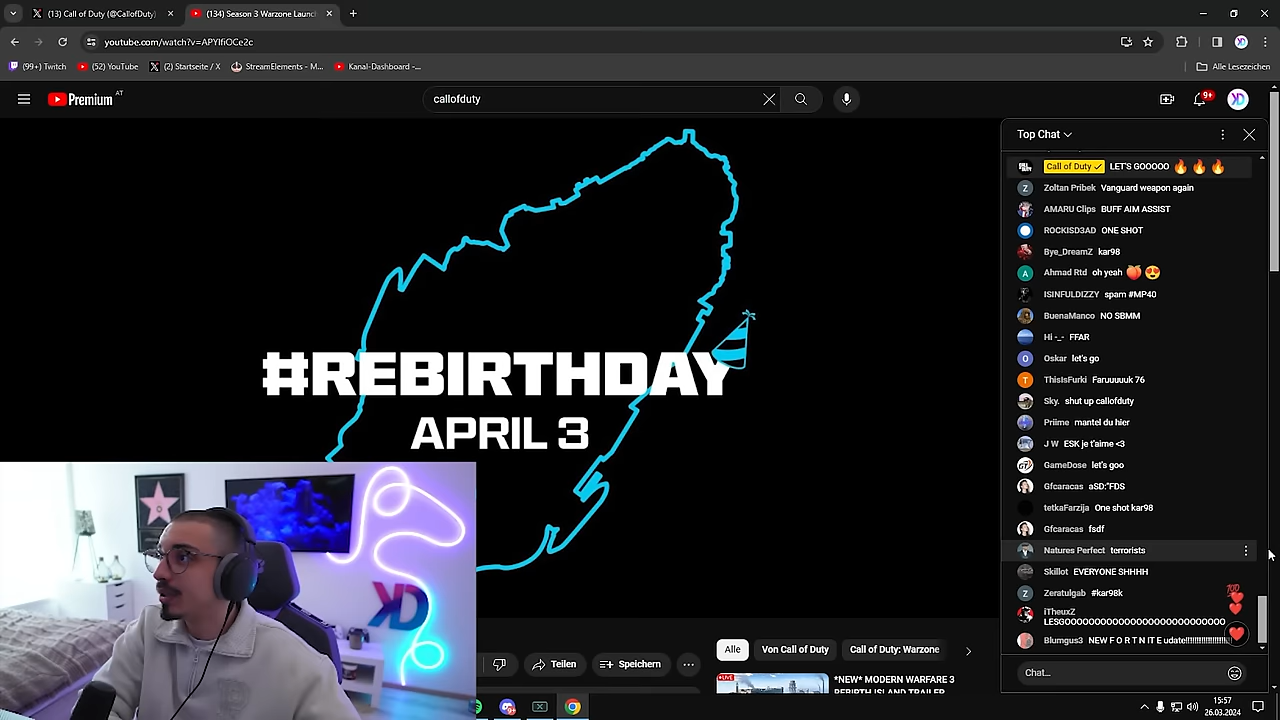 (13) Call of Duty (@CallofDuty)
(134) Season 3 Warzone Launc
youtube.com/watch?v=APYIfiOCe2c
(99+) Twitch
(52) YouTube
(2) Startseite / X
StreamElements - M...
Kanal-Dashboard -...
Alle Lesezeichen
Premium AT
callofduty
9+
KD
#REBIRTHDAY
APRIL 3
KD
Teilen
Speichern
Alle
Von Call of Duty
Call of Duty: Warzone
*NEW* MODERN WARFARE 3
REBIRTH ISLAND TRAILER
LIVE
Top Chat
Call of Duty LET'S GOOOOO
Zoltan Pribek Vanguard weapon again
AMARU Clips BUFF AIM ASSIST
ROCKISD3AD ONE SHOT
Bye_DreamZ kar98
Ahmad Rtd oh yeah 🍑😍
ISINFULDIZZY spam #MP40
BuenaManco NO SBMM
Hi -_- FFAR
Oskar let's go
ThisIsFurki Faruuuuuk 76
Sky. shut up callofduty
Priime mantel du hier
J W ESK je t'aime <3
GameDose let's goo
Gfcaracas aSD:"FDS
tetkaFarzija One shot kar98
Gfcaracas fsdf
Natures Perfect terrorists
Skillot EVERYONE SHHHH
Zeratulgab #kar98k
iTheuxZ
LESGOOOOOOOOOOOOOOOOOOOOOOOO
Blumgus3 NEW F O R T N IT E udate!!!!!!!!!!!!!!!!!!
Chat...
15:57
26.03.2024